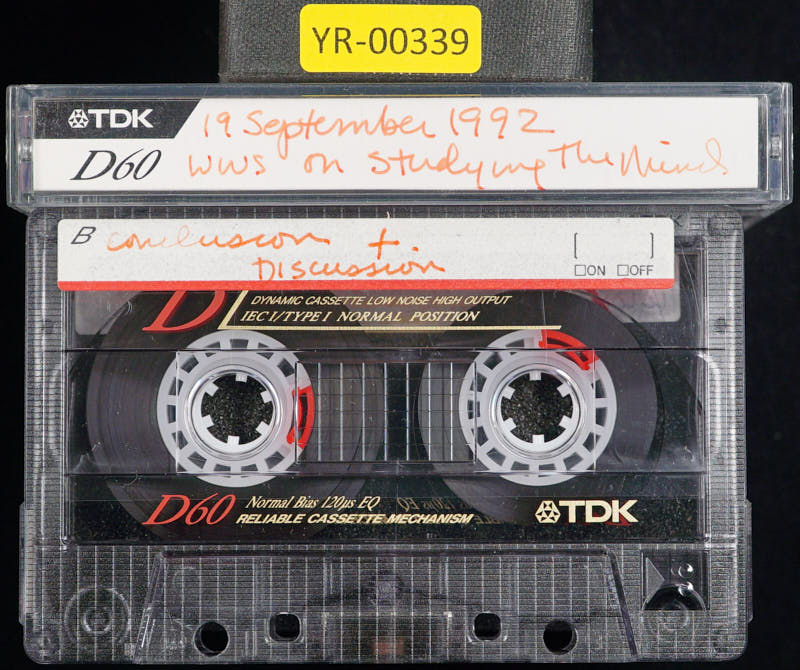 YR-00339
TDK
19 September 1992
D60
WWS on Studying The Mind
B conclusion +
Discussion
[ ]
☐ON ☐OFF
D
DYNAMIC CASSETTE LOW NOISE HIGH OUTPUT
IEC I/TYPE I NORMAL POSITION
D60 Normal Bias 120µs EQ
RELIABLE CASSETTE MECHANISM
TDK
B